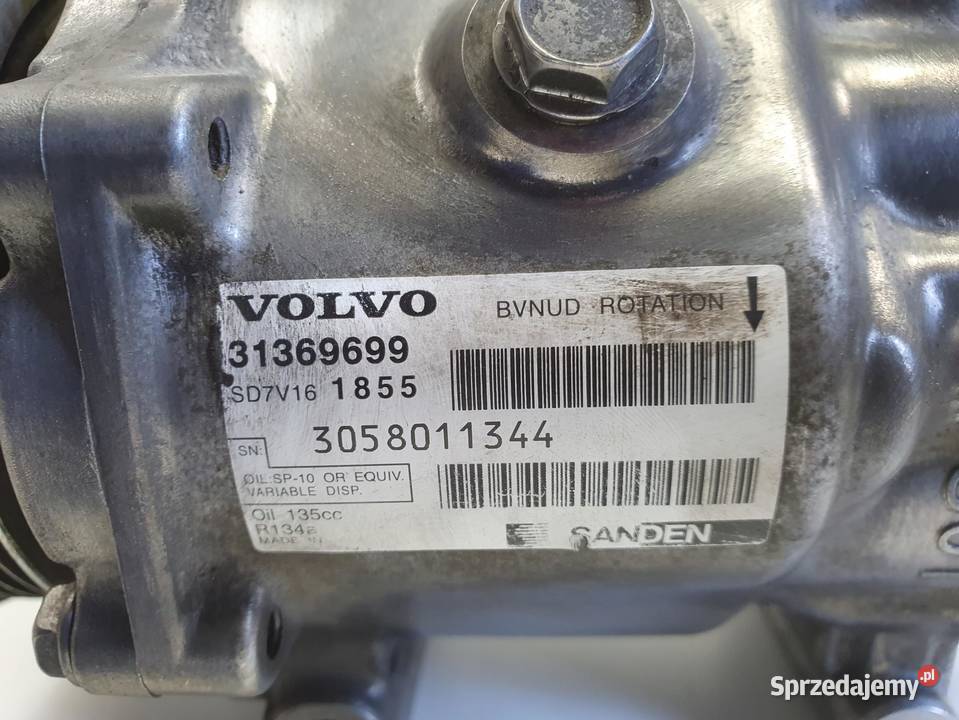 VOLVO BVNUD ROTATION
31369699
SD7V16 1855
SN: 3058011344
OIL:SP-10 OR EQUIV.
VARIABLE DISP.
Oil 135cc
R134a
MADE IN
SANDEN
Sprzedajemy.pl